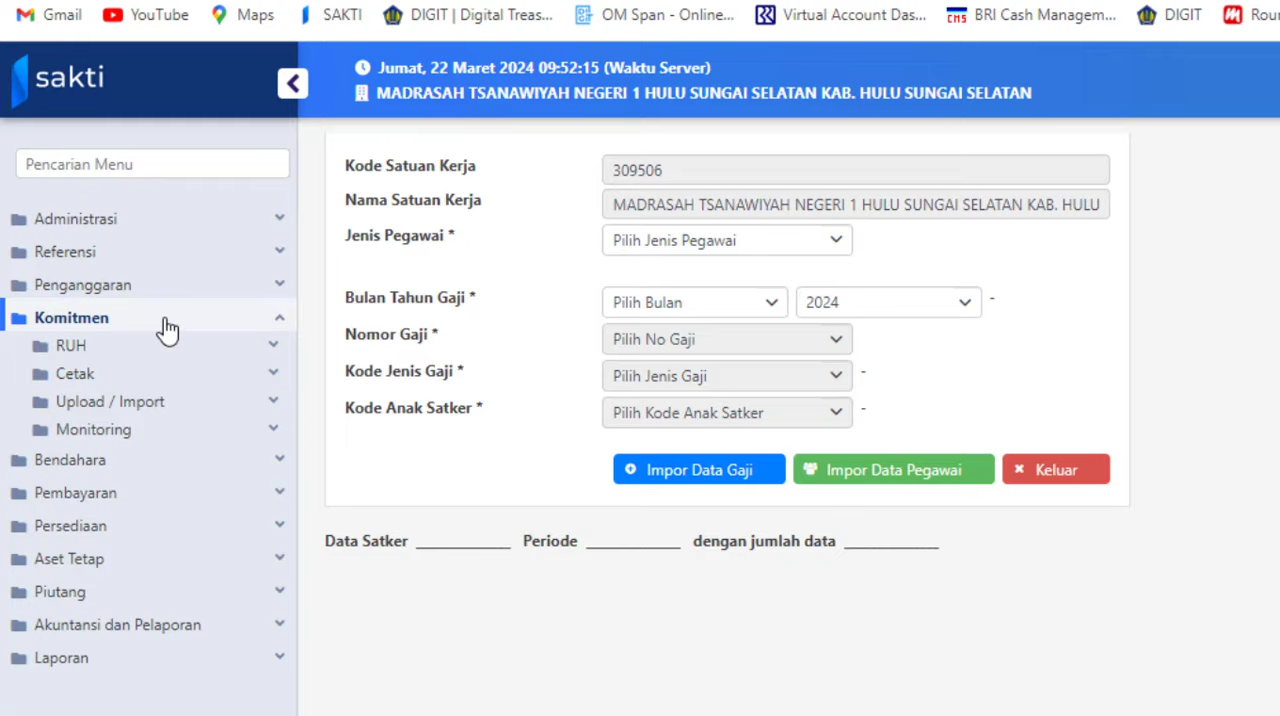 Gmail YouTube Maps SAKTI DIGIT | Digital Treas... OM Span - Online... Virtual Account Das... BRI Cash Managem... DIGIT
sakti
Jumat, 22 Maret 2024 09:52:15 (Waktu Server)
MADRASAH TSANAWIYAH NEGERI 1 HULU SUNGAI SELATAN KAB. HULU SUNGAI SELATAN
Pencarian Menu
Administrasi
Referensi
Penganggaran
Komitmen
RUH
Cetak
Upload / Import
Monitoring
Bendahara
Pembayaran
Persediaan
Aset Tetap
Piutang
Akuntansi dan Pelaporan
Laporan
Kode Satuan Kerja 309506
Nama Satuan Kerja MADRASAH TSANAWIYAH NEGERI 1 HULU SUNGAI SELATAN KAB. HULU
Jenis Pegawai * Pilih Jenis Pegawai
Bulan Tahun Gaji * Pilih Bulan 2024 -
Nomor Gaji * Pilih No Gaji
Kode Jenis Gaji * Pilih Jenis Gaji -
Kode Anak Satker * Pilih Kode Anak Satker -
Impor Data Gaji Impor Data Pegawai Keluar
Data Satker ____________ Periode ____________ dengan jumlah data ____________